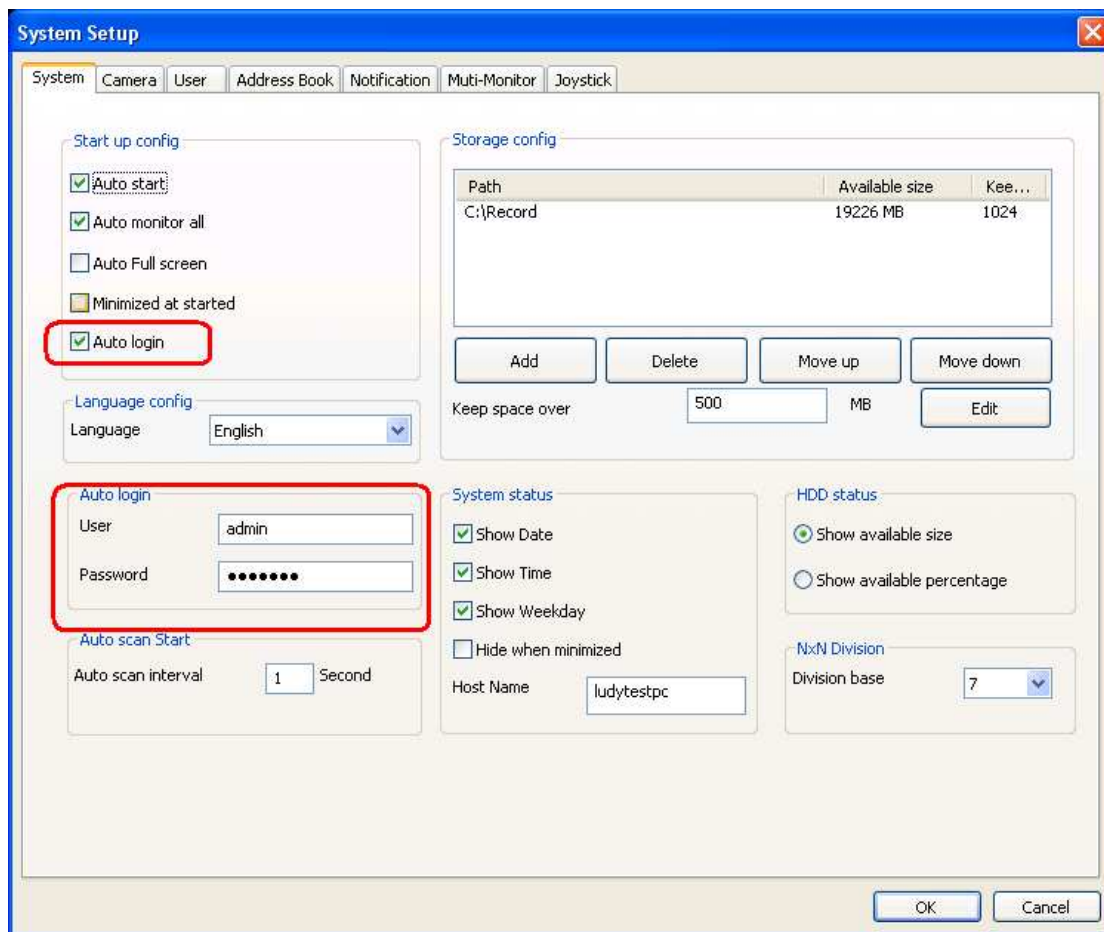 System Setup
System Camera User Address Book Notification Muti-Monitor Joystick
Start up config
Auto start
Auto monitor all
Auto Full screen
Minimized at started
Auto login
Storage config
Path Available size Kee...
C:\Record 19226 MB 1024
Add Delete Move up Move down
Keep space over 500 MB Edit
Language config
Language English
Auto login
User admin
Password •••••••
System status
Show Date
Show Time
Show Weekday
Hide when minimized
Host Name ludytestpc
HDD status
Show available size
Show available percentage
Auto scan Start
Auto scan interval 1 Second
NxN Division
Division base 7
OK Cancel